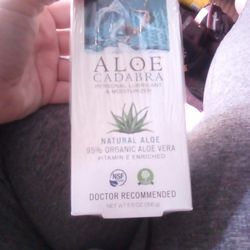 ALOE
CADABRA
PERSONAL LUBRICANT
& MOISTURIZER
NATURAL ALOE
95% ORGANIC ALOE VERA
VITAMIN E ENRICHED
NSF
DOCTOR RECOMMENDED